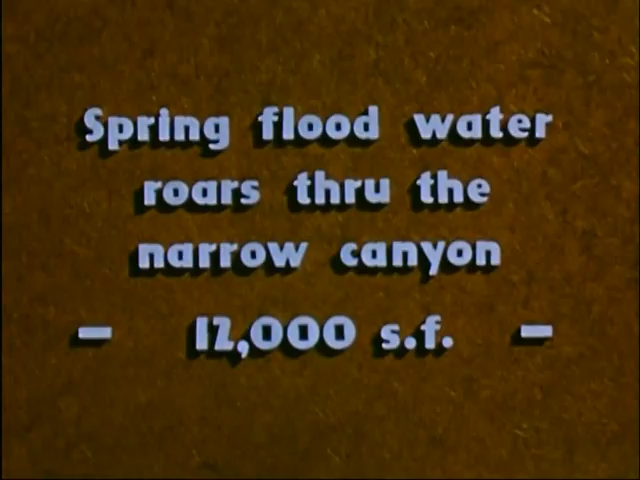 Spring flood water
roars thru the
narrow canyon
- 12,000 s.f. -